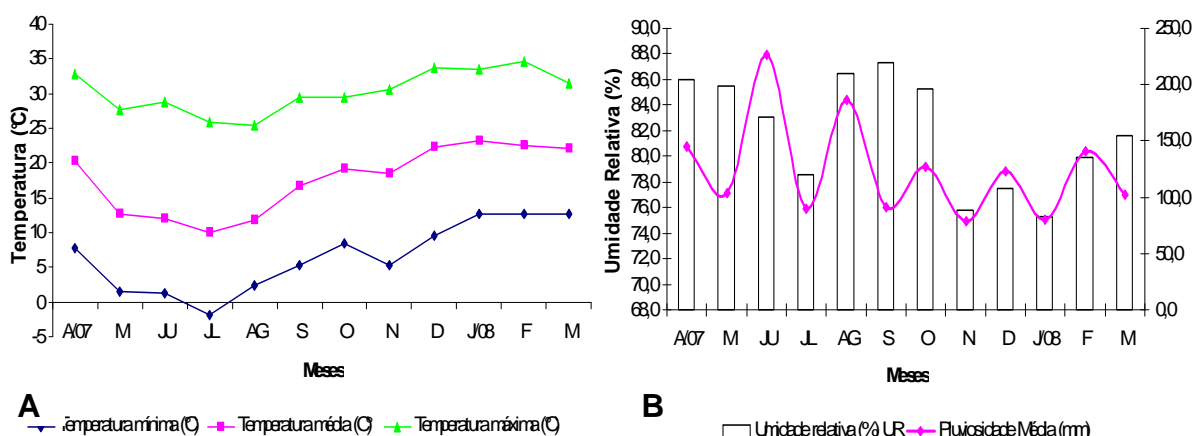 Temperatura (°C)
40
35
30
25
20
15
10
5
0
-5
A/07 M JU JL AG S O N D J/08 F M
Meses
A
Temperatura mínima (°C) Temperatura média (C° Temperatura máxima (°C)
Umidade Relativa (%)
90,0
88,0
86,0
84,0
82,0
80,0
78,0
76,0
74,0
72,0
70,0
68,0
250,0
200,0
150,0
100,0
50,0
0,0
A/07 M JU JL AG S O N D J/08 F M
Meses
B
Umidade relativa (%) UR Pluviosidade Média (mm)